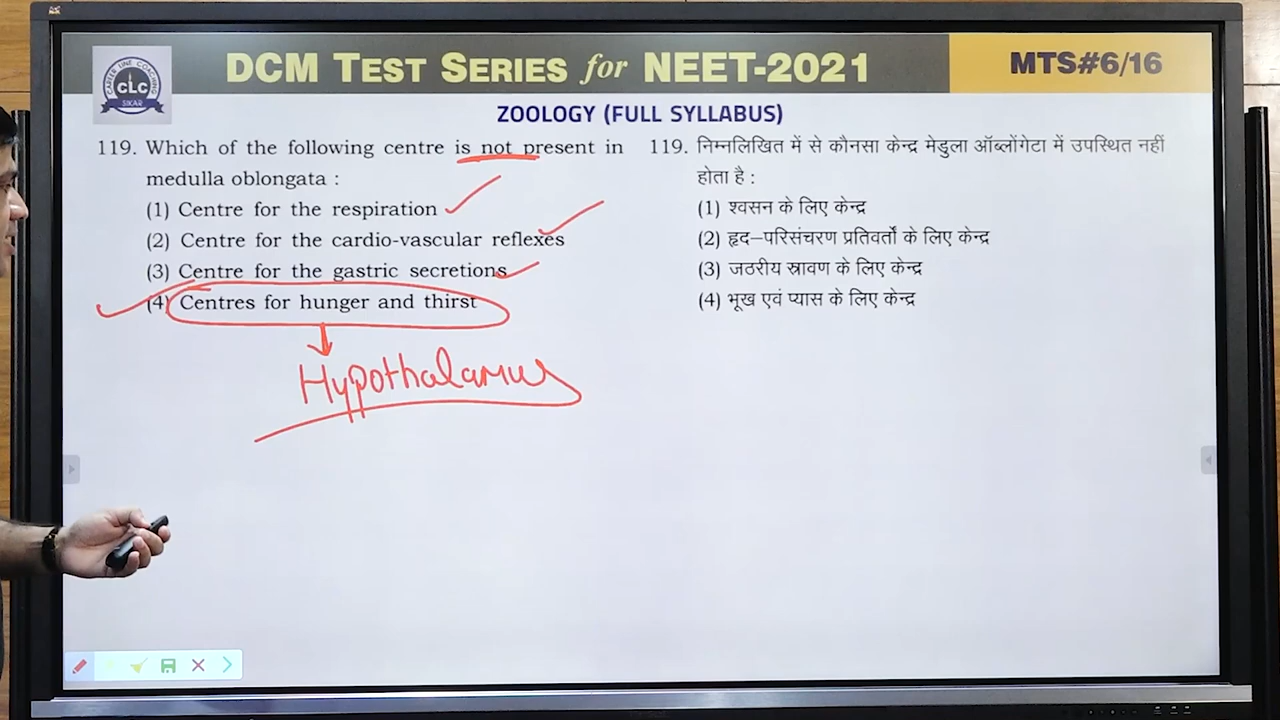 CAREER LINE COACHING
CLC
SIKAR
DCM TEST SERIES for NEET-2021
MTS#6/16
ZOOLOGY (FULL SYLLABUS)
119. Which of the following centre is not present in
medulla oblongata :
(1) Centre for the respiration
(2) Centre for the cardio-vascular reflexes
(3) Centre for the gastric secretions
(4) Centres for hunger and thirst
Hypothalamus
119. निम्नलिखित में से कौनसा केन्द्र मेडुला ऑब्लोंगेटा में उपस्थित नहीं
होता है :
(1) श्वसन के लिए केन्द्र
(2) हृद–परिसंचरण प्रतिवर्तों के लिए केन्द्र
(3) जठरीय स्रावण के लिए केन्द्र
(4) भूख एवं प्यास के लिए केन्द्र